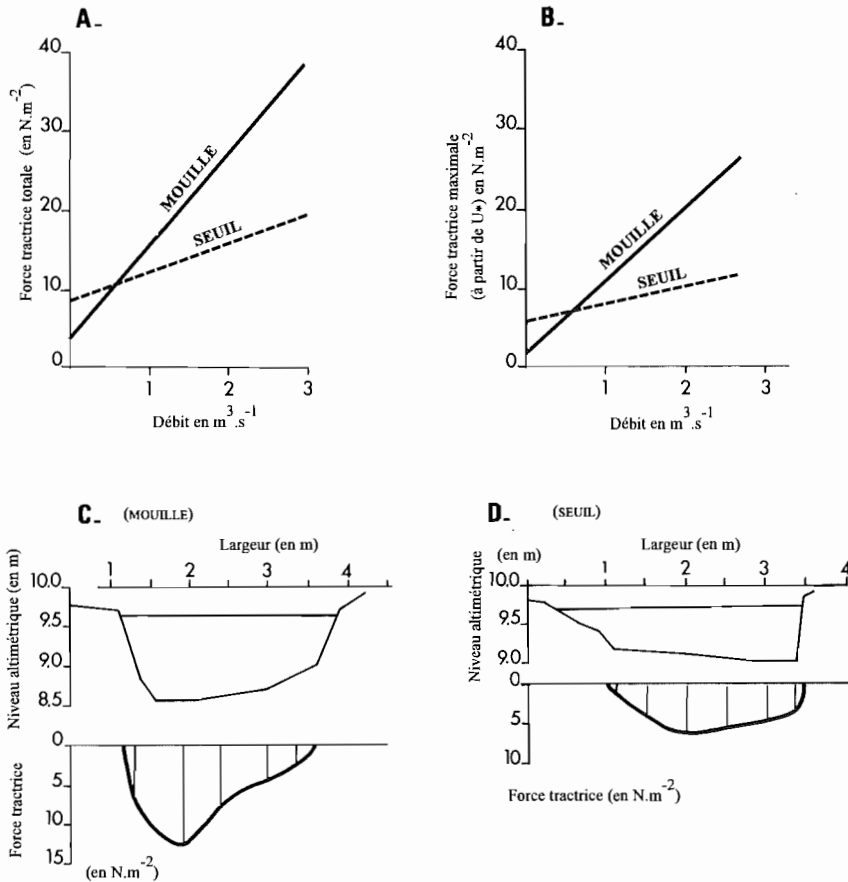 A_
Force tractrice totale (en N.m-2)
40
30
20
10
0
MOUILLE
SEUIL
1 2 3
Débit en m3.s-1
B_
Force tractrice maximale
(à partir de U*) en N.m-2
40
30
20
10
0
MOUILLE
SEUIL
1 2 3
Débit en m3.s-1
C_ (MOUILLE)
Largeur (en m)
1 2 3 4
Niveau altimétrique (en m)
10.0
9.5
9.0
8.5
Force tractrice
0
5
10
15
(en N.m-2)
D_ (SEUIL)
Largeur (en m)
(en m)
1 2 3 4
Niveau altimétrique
10.0
9.5
9.0
0
5
10
Force tractrice (en N.m-2)